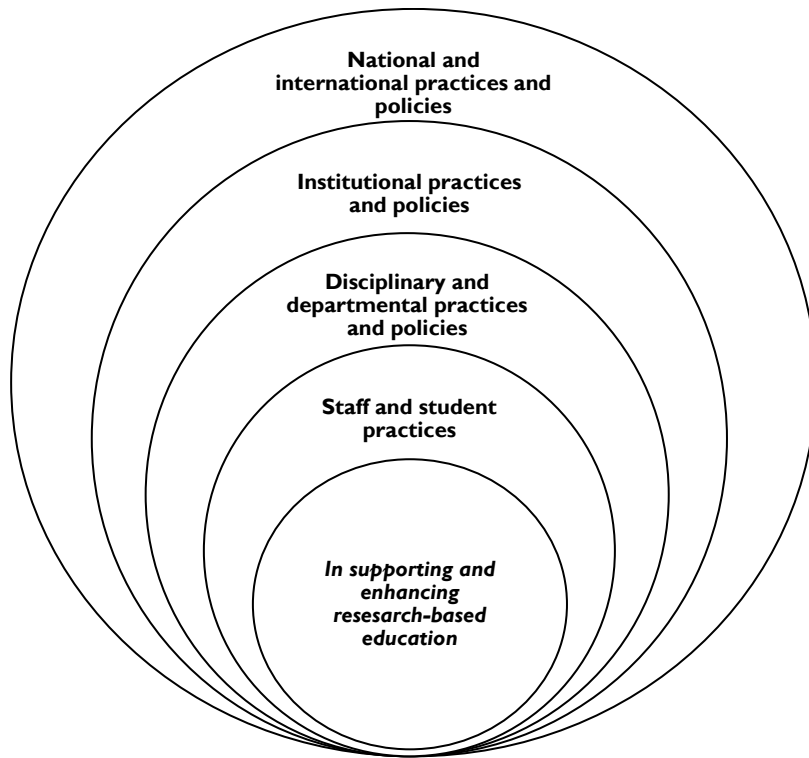 National and
international practices and
policies
Institutional practices
and policies
Disciplinary and
departmental practices
and policies
Staff and student
practices
In supporting and
enhancing
resesarch-based
education